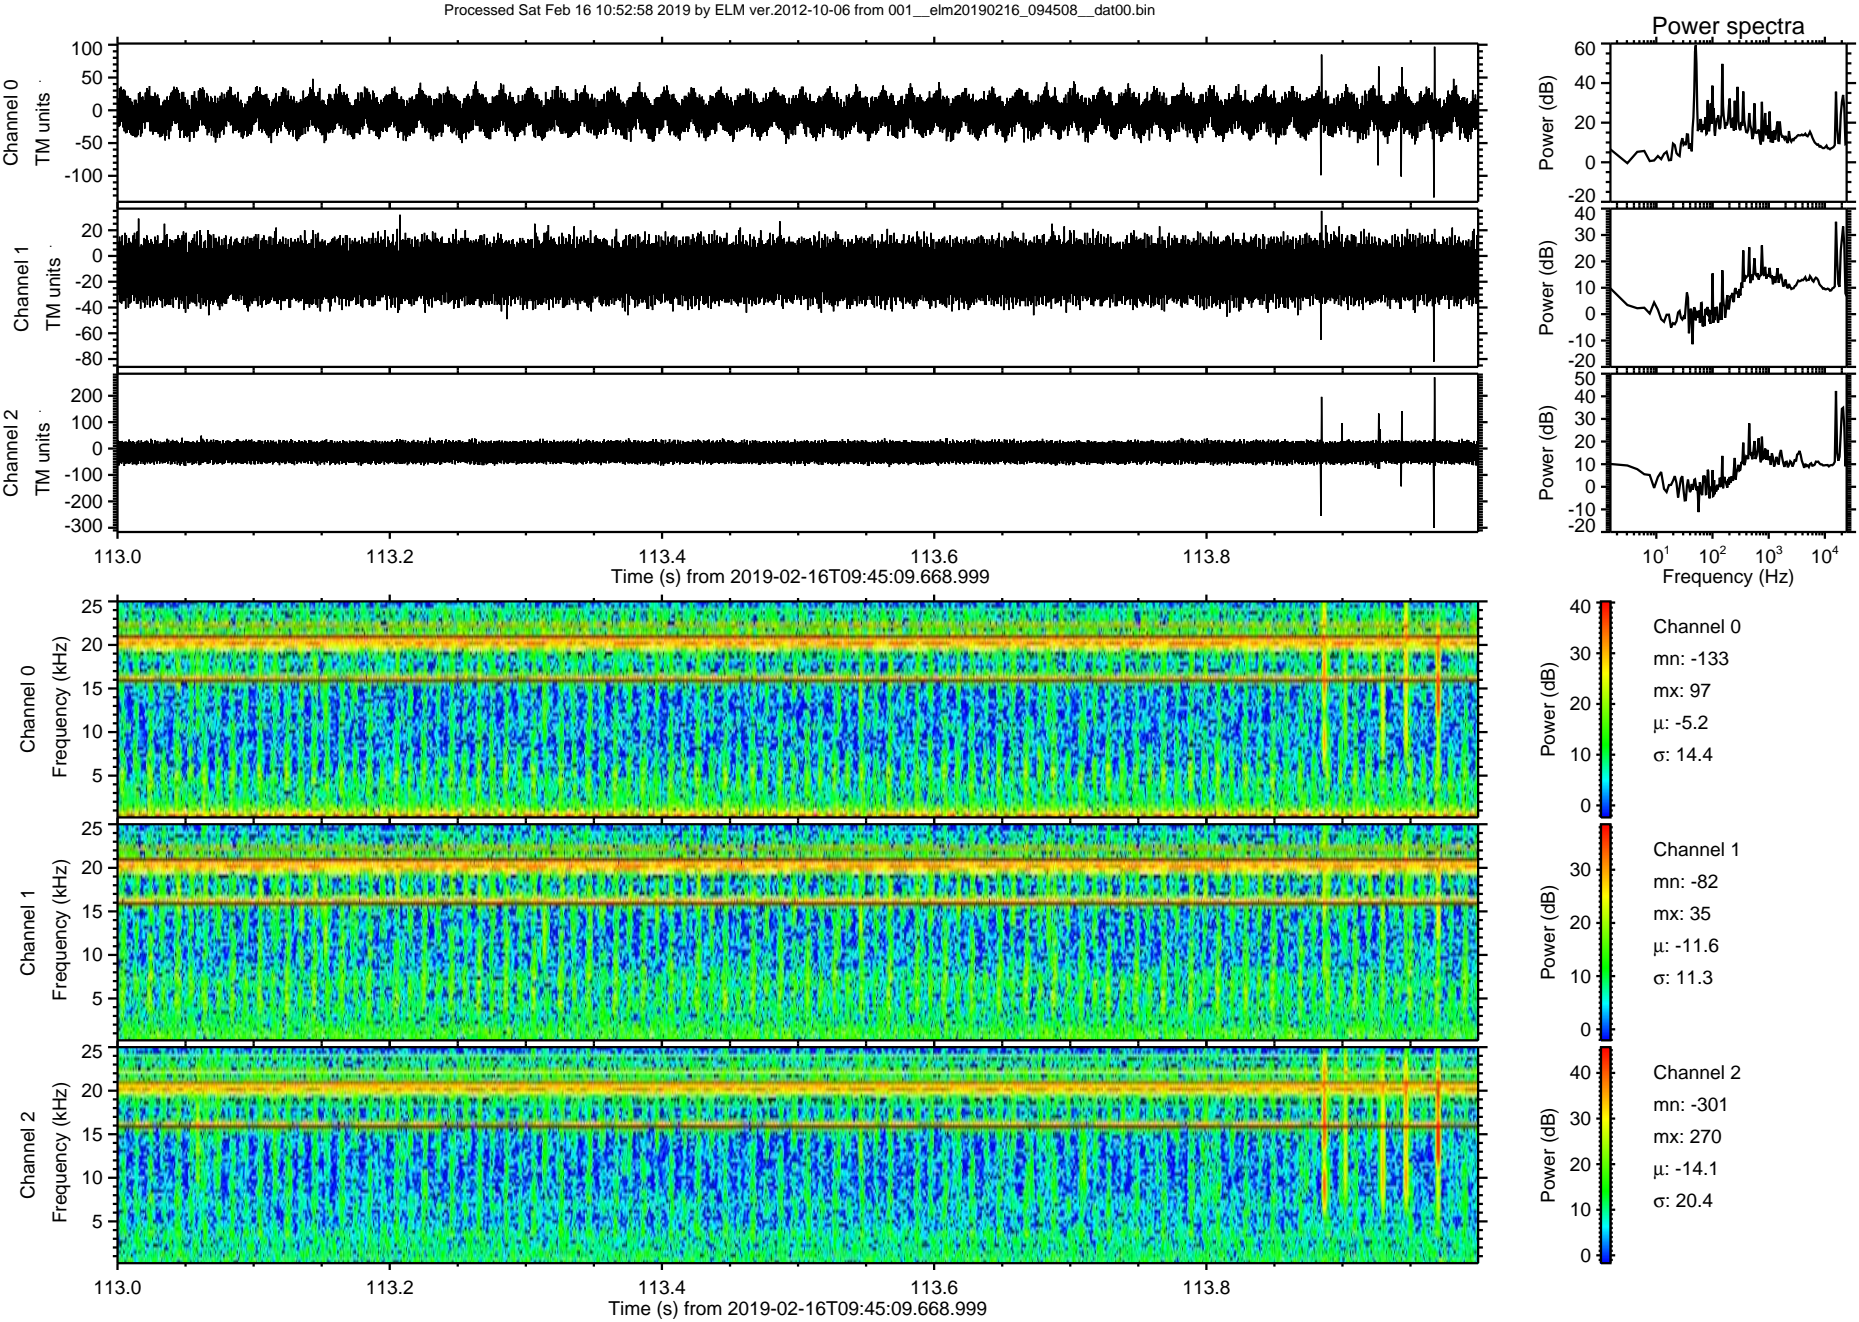 Processed Sat Feb 16 10:52:58 2019 by ELM ver.2012-10-06 from 001__elm20190216_094508__dat00.bin
Power spectra
Channel 0
TM units
100
50
0
-50
-100
Power (dB)
60
40
20
0
-20
Channel 1
TM units
20
0
-20
-40
-60
-80
Power (dB)
40
30
20
10
0
-10
-20
Channel 2
TM units
200
100
0
-100
-200
-300
Power (dB)
50
40
30
20
10
0
-10
-20
113.0 113.2 113.4 113.6 113.8
Time (s) from 2019-02-16T09:45:09.668.999
10^1 10^2 10^3 10^4
Frequency (Hz)
Channel 0
Frequency (kHz)
25
20
15
10
5
Power (dB)
40
30
20
10
0
Channel 0
mn: -133
mx: 97
μ: -5.2
σ: 14.4
Channel 1
Frequency (kHz)
25
20
15
10
5
Power (dB)
30
20
10
0
Channel 1
mn: -82
mx: 35
μ: -11.6
σ: 11.3
Channel 2
Frequency (kHz)
25
20
15
10
5
Power (dB)
40
30
20
10
0
Channel 2
mn: -301
mx: 270
μ: -14.1
σ: 20.4
113.0 113.2 113.4 113.6 113.8
Time (s) from 2019-02-16T09:45:09.668.999